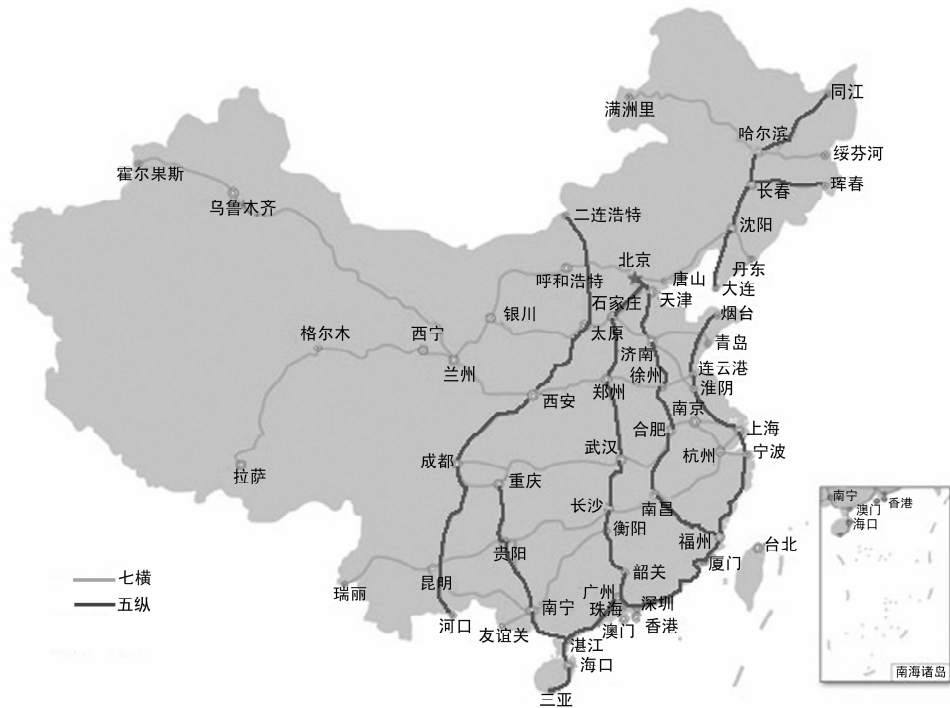 同江
满洲里
哈尔滨
绥芬河
霍尔果斯
长春
珲春
乌鲁木齐
二连浩特
沈阳
北京
丹东
呼和浩特
唐山
大连
天津
石家庄
银川
烟台
格尔木
西宁
太原
青岛
济南
兰州
连云港
徐州
郑州
淮阴
西安
南京
合肥
上海
武汉
宁波
成都
杭州
拉萨
重庆
南宁
香港
长沙
南昌
澳门
海口
衡阳
福州
台北
贵阳
厦门
七横
韶关
昆明
瑞丽
广州
五纵
南宁
珠海
深圳
河口
澳门
香港
友谊关
湛江
海口
南海诸岛
三亚